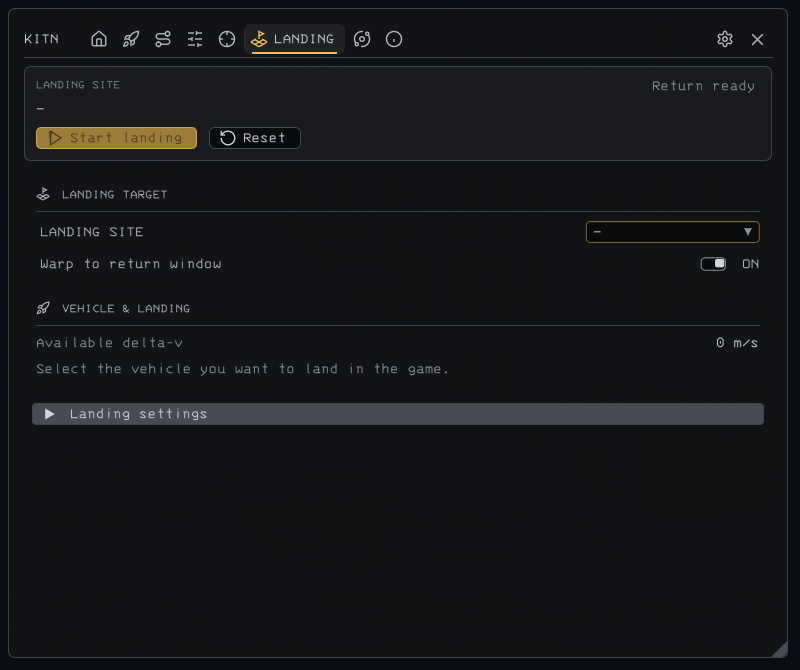 KITN LANDING
LANDING SITE Return ready
–
Start landing Reset
LANDING TARGET
LANDING SITE –
Warp to return window ON
VEHICLE & LANDING
Available delta-v 0 m/s
Select the vehicle you want to land in the game.
Landing settings